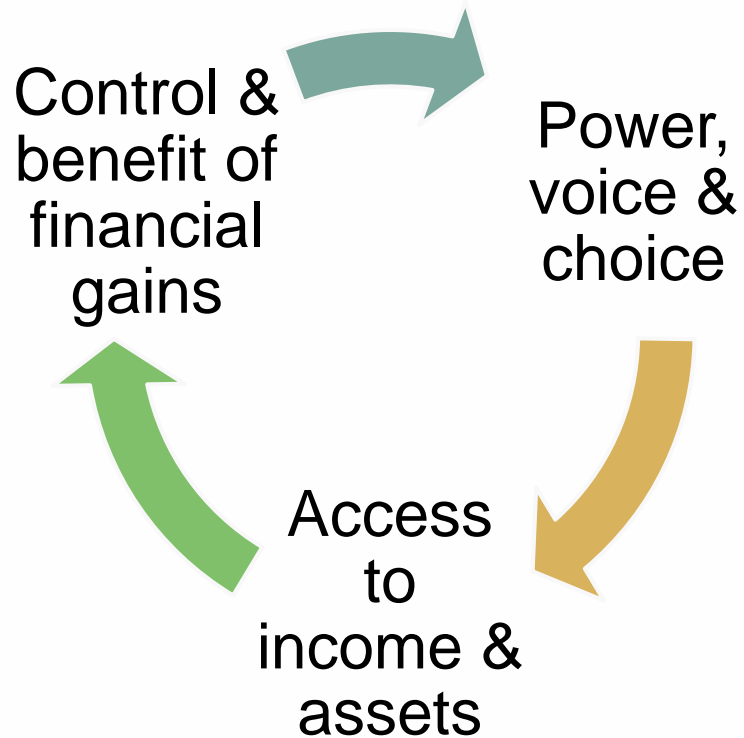 Control &
benefit of
financial
gains
Power,
voice &
choice
Access
to
income &
assets